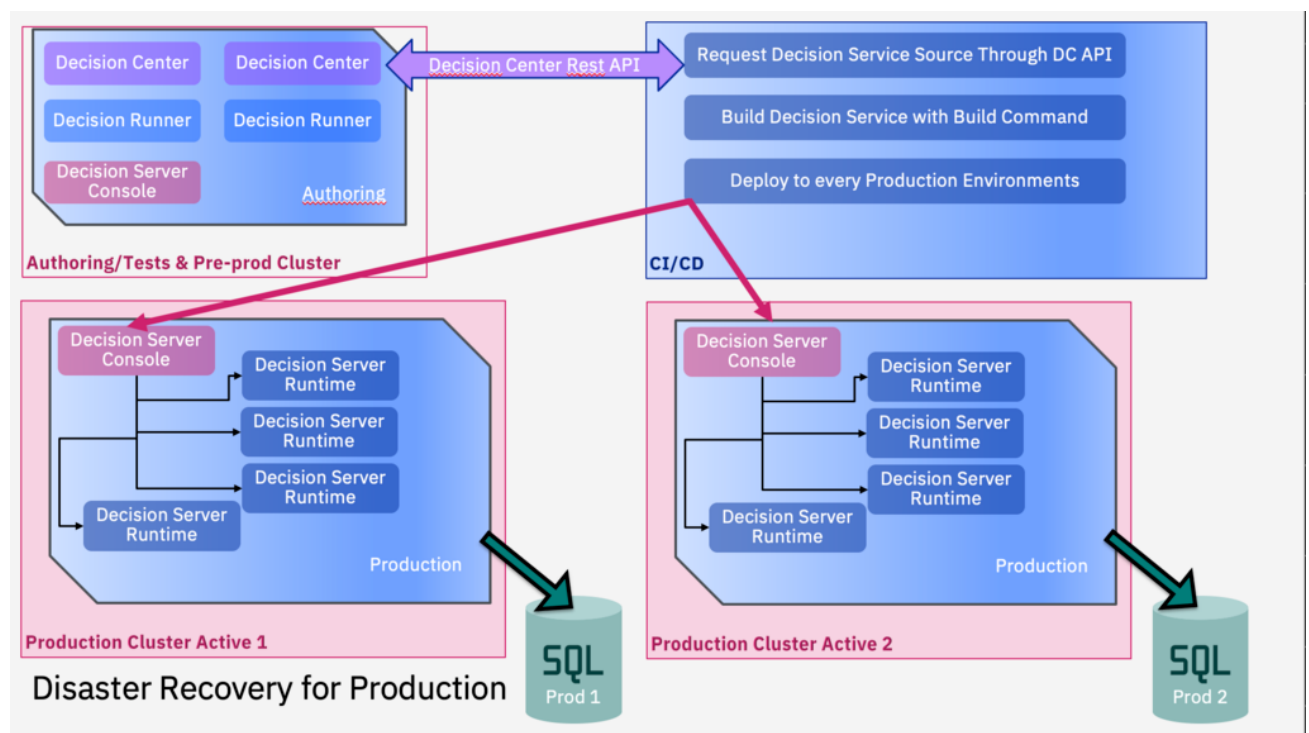 Decision Center
Decision Center
Decision Runner
Decision Runner
Decision Server
Console
Authoring
Authoring/Tests & Pre-prod Cluster
Decision Center Rest API
Request Decision Service Source Through DC API
Build Decision Service with Build Command
Deploy to every Production Environments
CI/CD
Decision Server
Console
Decision Server
Runtime
Decision Server
Runtime
Decision Server
Runtime
Decision Server
Runtime
Production
Production Cluster Active 1
SQL
Prod 1
Decision Server
Console
Decision Server
Runtime
Decision Server
Runtime
Decision Server
Runtime
Decision Server
Runtime
Production
Production Cluster Active 2
SQL
Prod 2
Disaster Recovery for Production